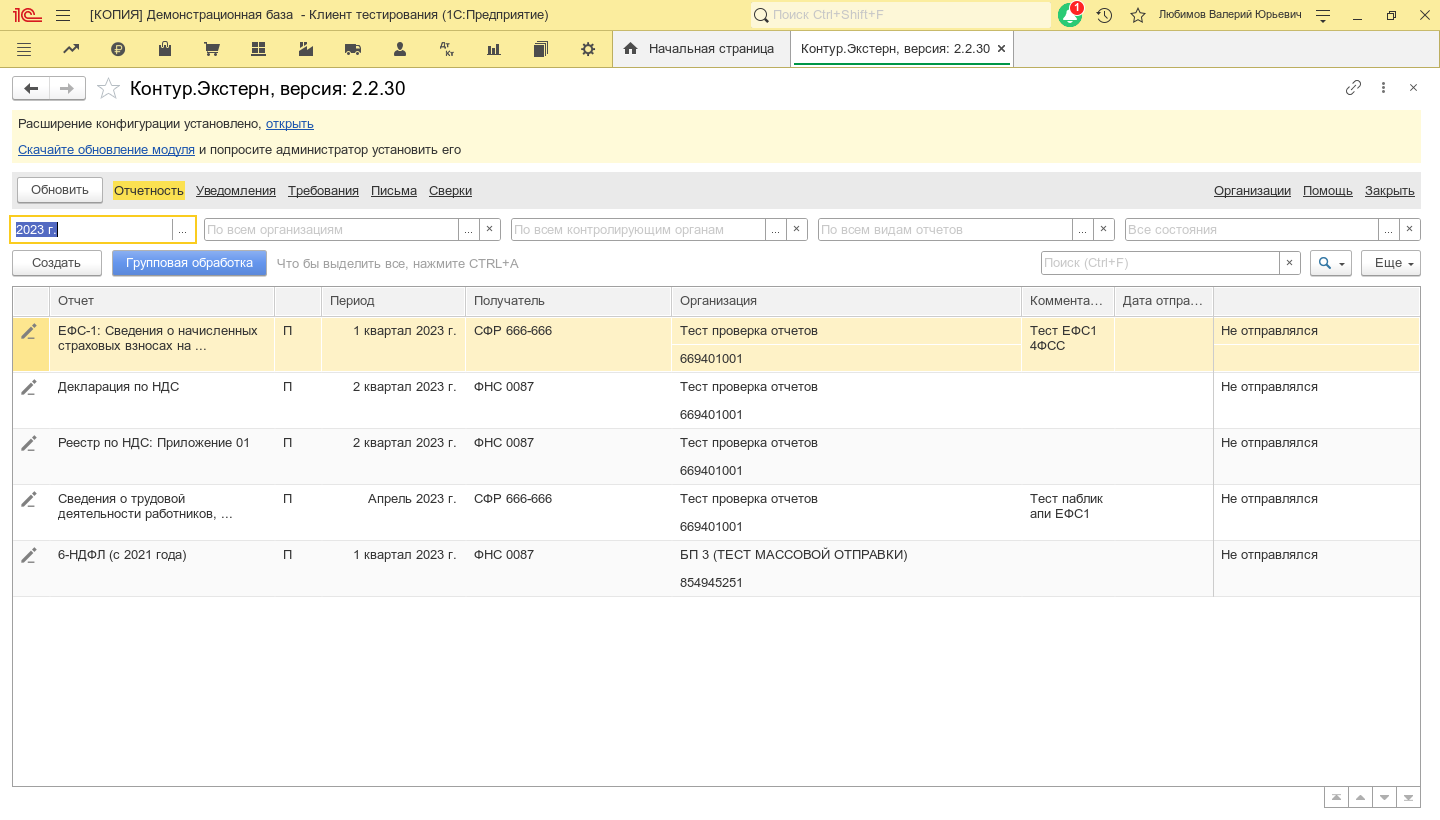 [КОПИЯ] Демонстрационная база - Клиент тестирования (1С:Предприятие)
Поиск Ctrl+Shift+F
1
Любимов Валерий Юрьевич
Дт Кт
Начальная страница
Контур.Экстерн, версия: 2.2.30
Контур.Экстерн, версия: 2.2.30
Расширение конфигурации установлено, открыть
Скачайте обновление модуля и попросите администратор установить его
Обновить Отчетность Уведомления Требования Письма Сверки Организации Помощь Закрыть
2023 г. ... По всем организациям ... По всем контролирующим органам ... По всем видам отчетов ... Все состояния ...
Создать Групповая обработка Что бы выделить все, нажмите CTRL+A Поиск (Ctrl+F) Еще
Отчет Период Получатель Организация Коммента... Дата отпра...
ЕФС-1: Сведения о начисленных П 1 квартал 2023 г. СФР 666-666 Тест проверка отчетов Тест ЕФС1 Не отправлялся
страховых взносах на ... 4ФСС
669401001
Декларация по НДС П 2 квартал 2023 г. ФНС 0087 Тест проверка отчетов Не отправлялся
669401001
Реестр по НДС: Приложение 01 П 2 квартал 2023 г. ФНС 0087 Тест проверка отчетов Не отправлялся
669401001
Сведения о трудовой П Апрель 2023 г. СФР 666-666 Тест проверка отчетов Тест паблик Не отправлялся
деятельности работников, ... апи ЕФС1
669401001
6-НДФЛ (с 2021 года) П 1 квартал 2023 г. ФНС 0087 БП 3 (ТЕСТ МАССОВОЙ ОТПРАВКИ) Не отправлялся
854945251